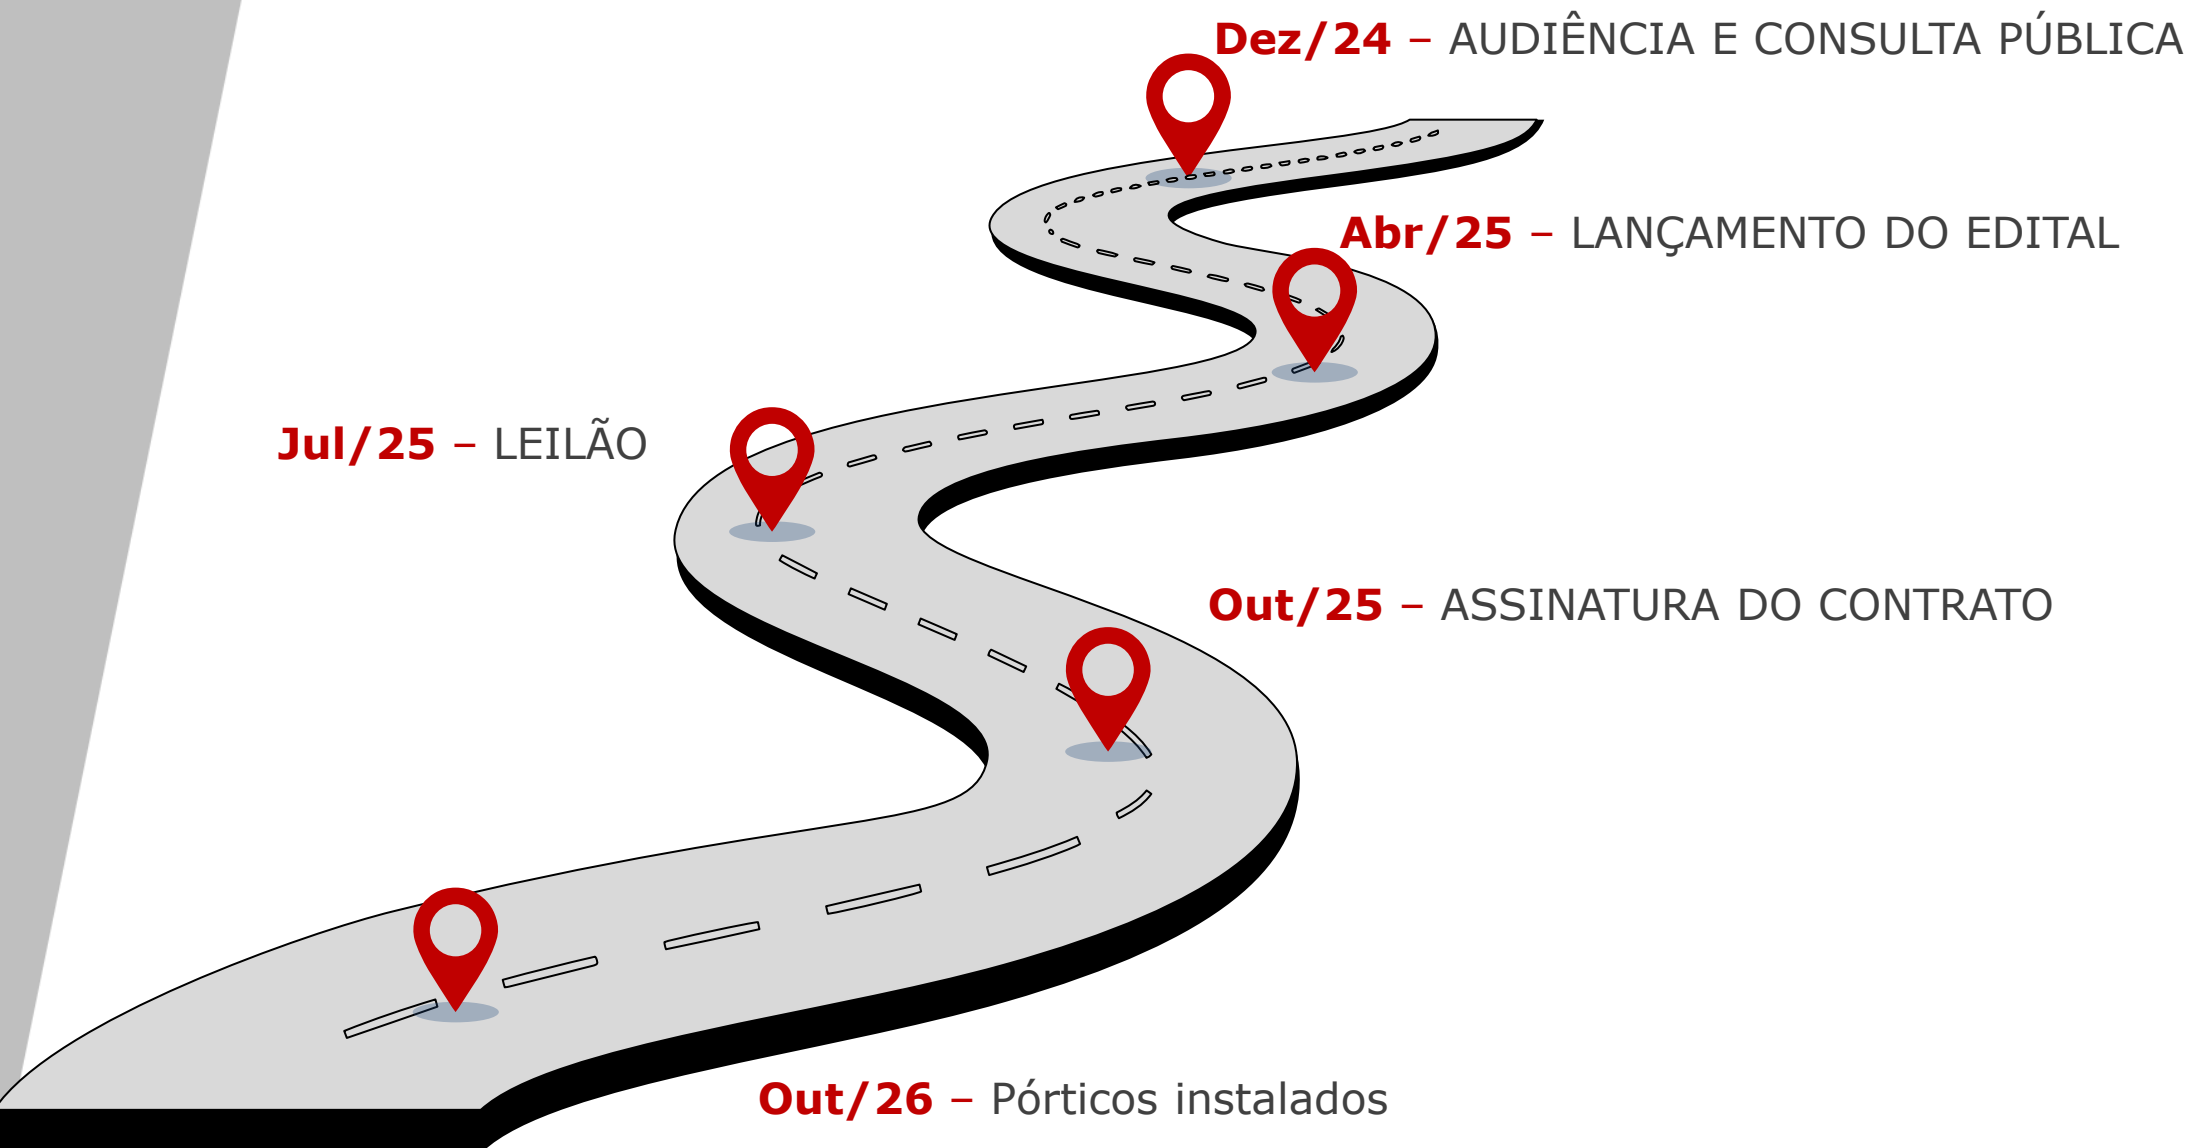 Dez/24 – AUDIÊNCIA E CONSULTA PÚBLICA
Abr/25 – LANÇAMENTO DO EDITAL
Jul/25 – LEILÃO
Out/25 – ASSINATURA DO CONTRATO
Out/26 – Pórticos instalados